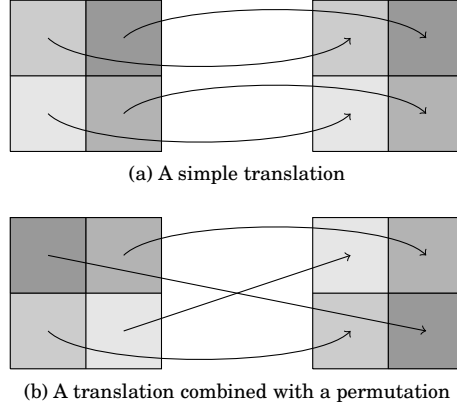 (a) A simple translation
(b) A translation combined with a permutation